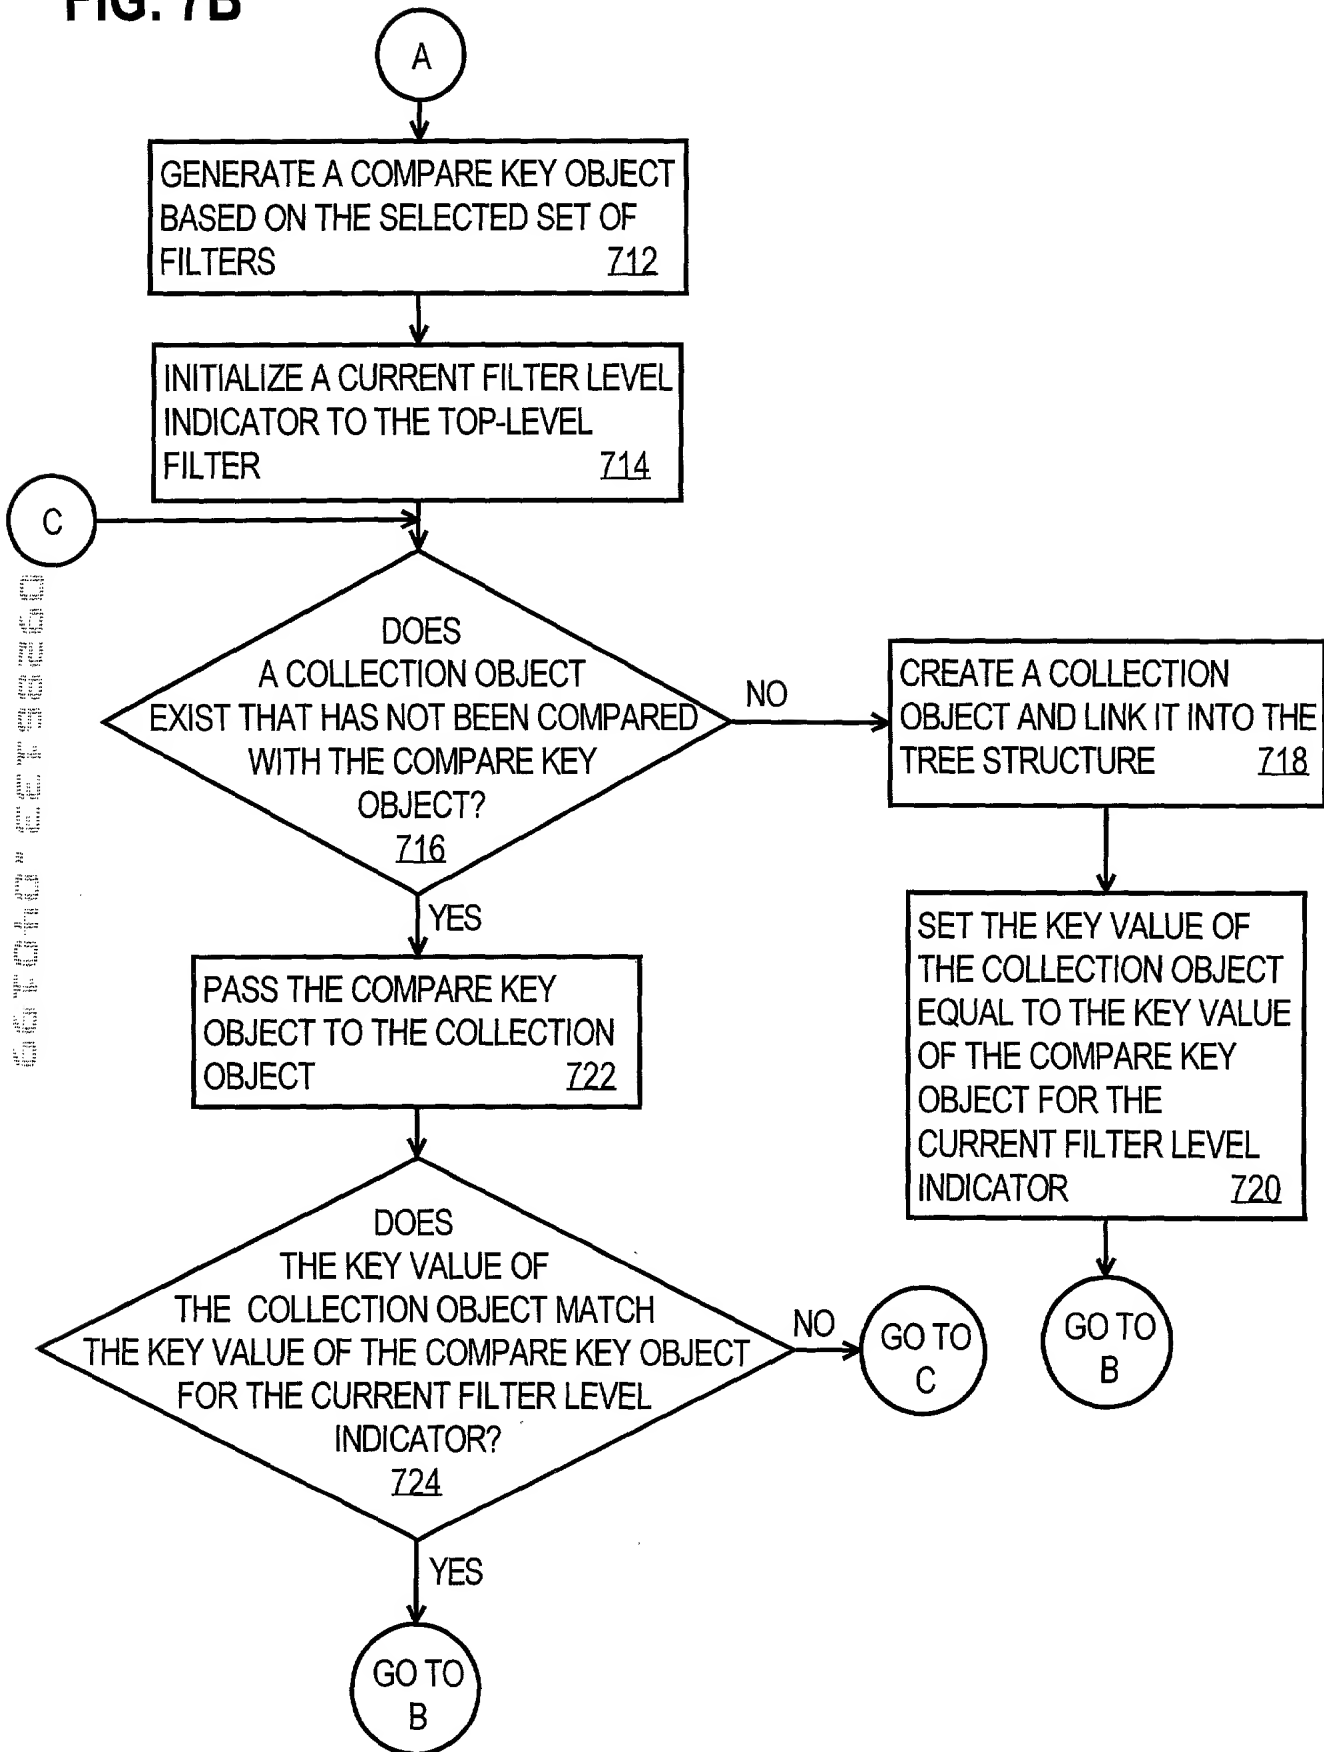 FIG. 7B
A
GENERATE A COMPARE KEY OBJECT
BASED ON THE SELECTED SET OF
FILTERS 712
INITIALIZE A CURRENT FILTER LEVEL
INDICATOR TO THE TOP-LEVEL
FILTER 714
C
DOES
A COLLECTION OBJECT
EXIST THAT HAS NOT BEEN COMPARED
WITH THE COMPARE KEY
OBJECT?
716
NO
CREATE A COLLECTION
OBJECT AND LINK IT INTO THE
TREE STRUCTURE 718
YES
SET THE KEY VALUE OF
THE COLLECTION OBJECT
EQUAL TO THE KEY VALUE
OF THE COMPARE KEY
OBJECT FOR THE
CURRENT FILTER LEVEL
INDICATOR 720
PASS THE COMPARE KEY
OBJECT TO THE COLLECTION
OBJECT 722
DOES
THE KEY VALUE OF
THE COLLECTION OBJECT MATCH
THE KEY VALUE OF THE COMPARE KEY OBJECT
FOR THE CURRENT FILTER LEVEL
INDICATOR?
724
NO
GO TO
C
GO TO
B
YES
GO TO
B